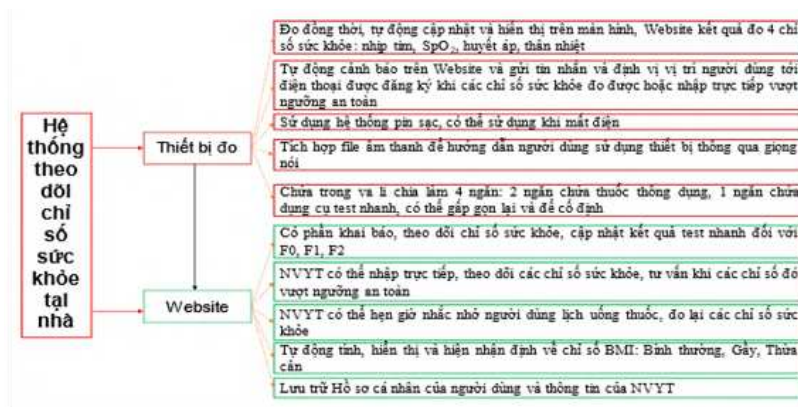 Hệ
thống
theo
dõi
chỉ
số
sức
khỏe
tại
nhà
Thiết bị đo
Website
Đo đồng thời, tự động cập nhật và hiển thị trên màn hình, Website kết quả đo 4 chỉ
số sức khỏe: nhịp tim, SpO₂, huyết áp, thân nhiệt
Tự động cảnh báo trên Website và gửi tin nhắn và định vị vị trí người dùng tới
điện thoại được đăng ký khi các chỉ số sức khỏe đo được hoặc nhập trực tiếp vượt
ngưỡng an toàn
Sử dụng hệ thống pin sạc, có thể sử dụng khi mất điện
Tích hợp file âm thanh để hướng dẫn người dùng sử dụng thiết bị thông qua giọng
nói
Chứa trong va li chia làm 4 ngăn: 2 ngăn chứa thuốc thông dụng, 1 ngăn chứa
dụng cụ test nhanh, có thể gấp gọn lại và để cố định
Có phần khai báo, theo dõi chỉ số sức khỏe, cập nhật kết quả test nhanh đối với
F0, F1, F2
NVYT có thể nhập trực tiếp, theo dõi các chỉ số sức khỏe, tư vấn khi các chỉ số đó
vượt ngưỡng an toàn
NVYT có thể hẹn giờ nhắc nhở người dùng lịch uống thuốc, đo lại các chỉ số sức
khỏe
Tự động tính, hiển thị và hiện nhận định về chỉ số BMI: Bình thường, Gầy, Thừa
cân
Lưu trữ Hồ sơ cá nhân của người dùng và thông tin của NVYT